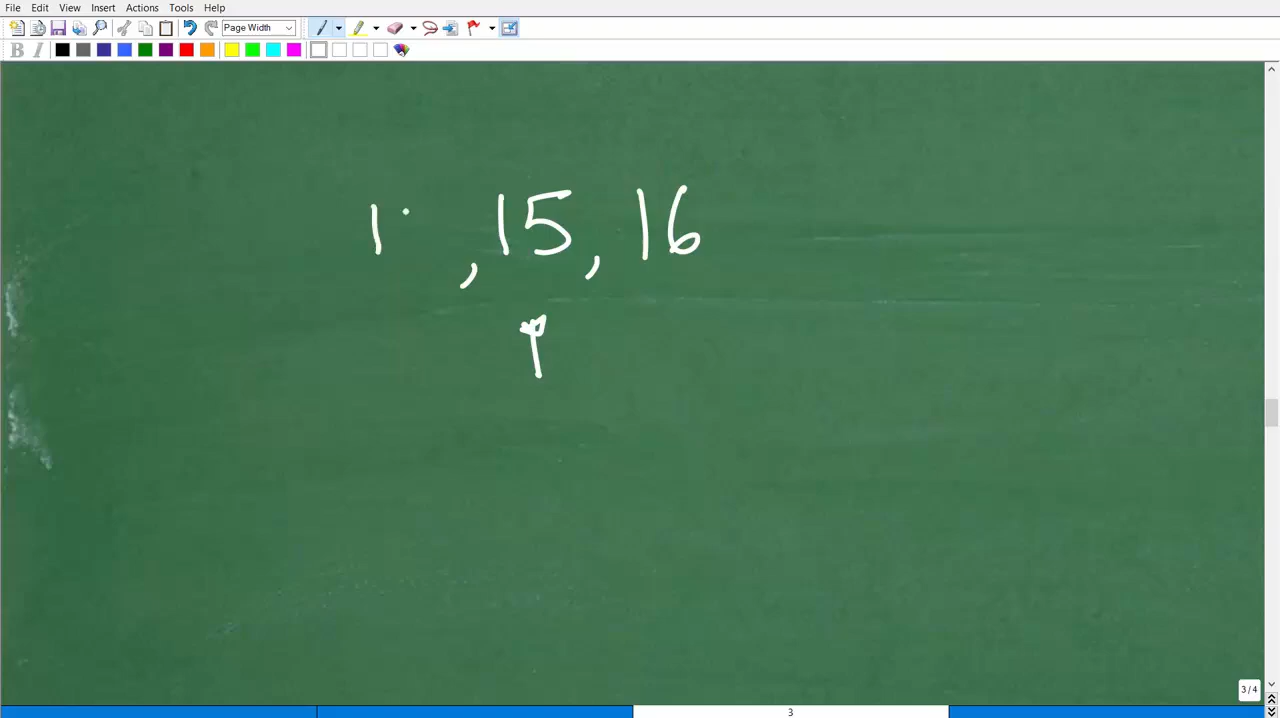 File Edit View Insert Actions Tools Help
Page Width
B I
1 , 15, 16
3 / 4
3